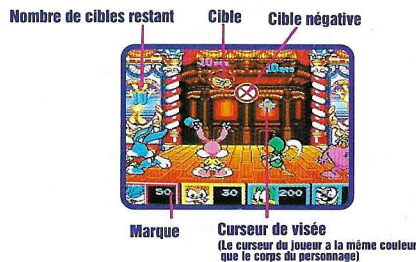 Nombre de cibles restant
Cible
Cible négative
50
30
200
Marque
Curseur de visée
(Le curseur du joueur a la même couleur
que le corps du personnage)